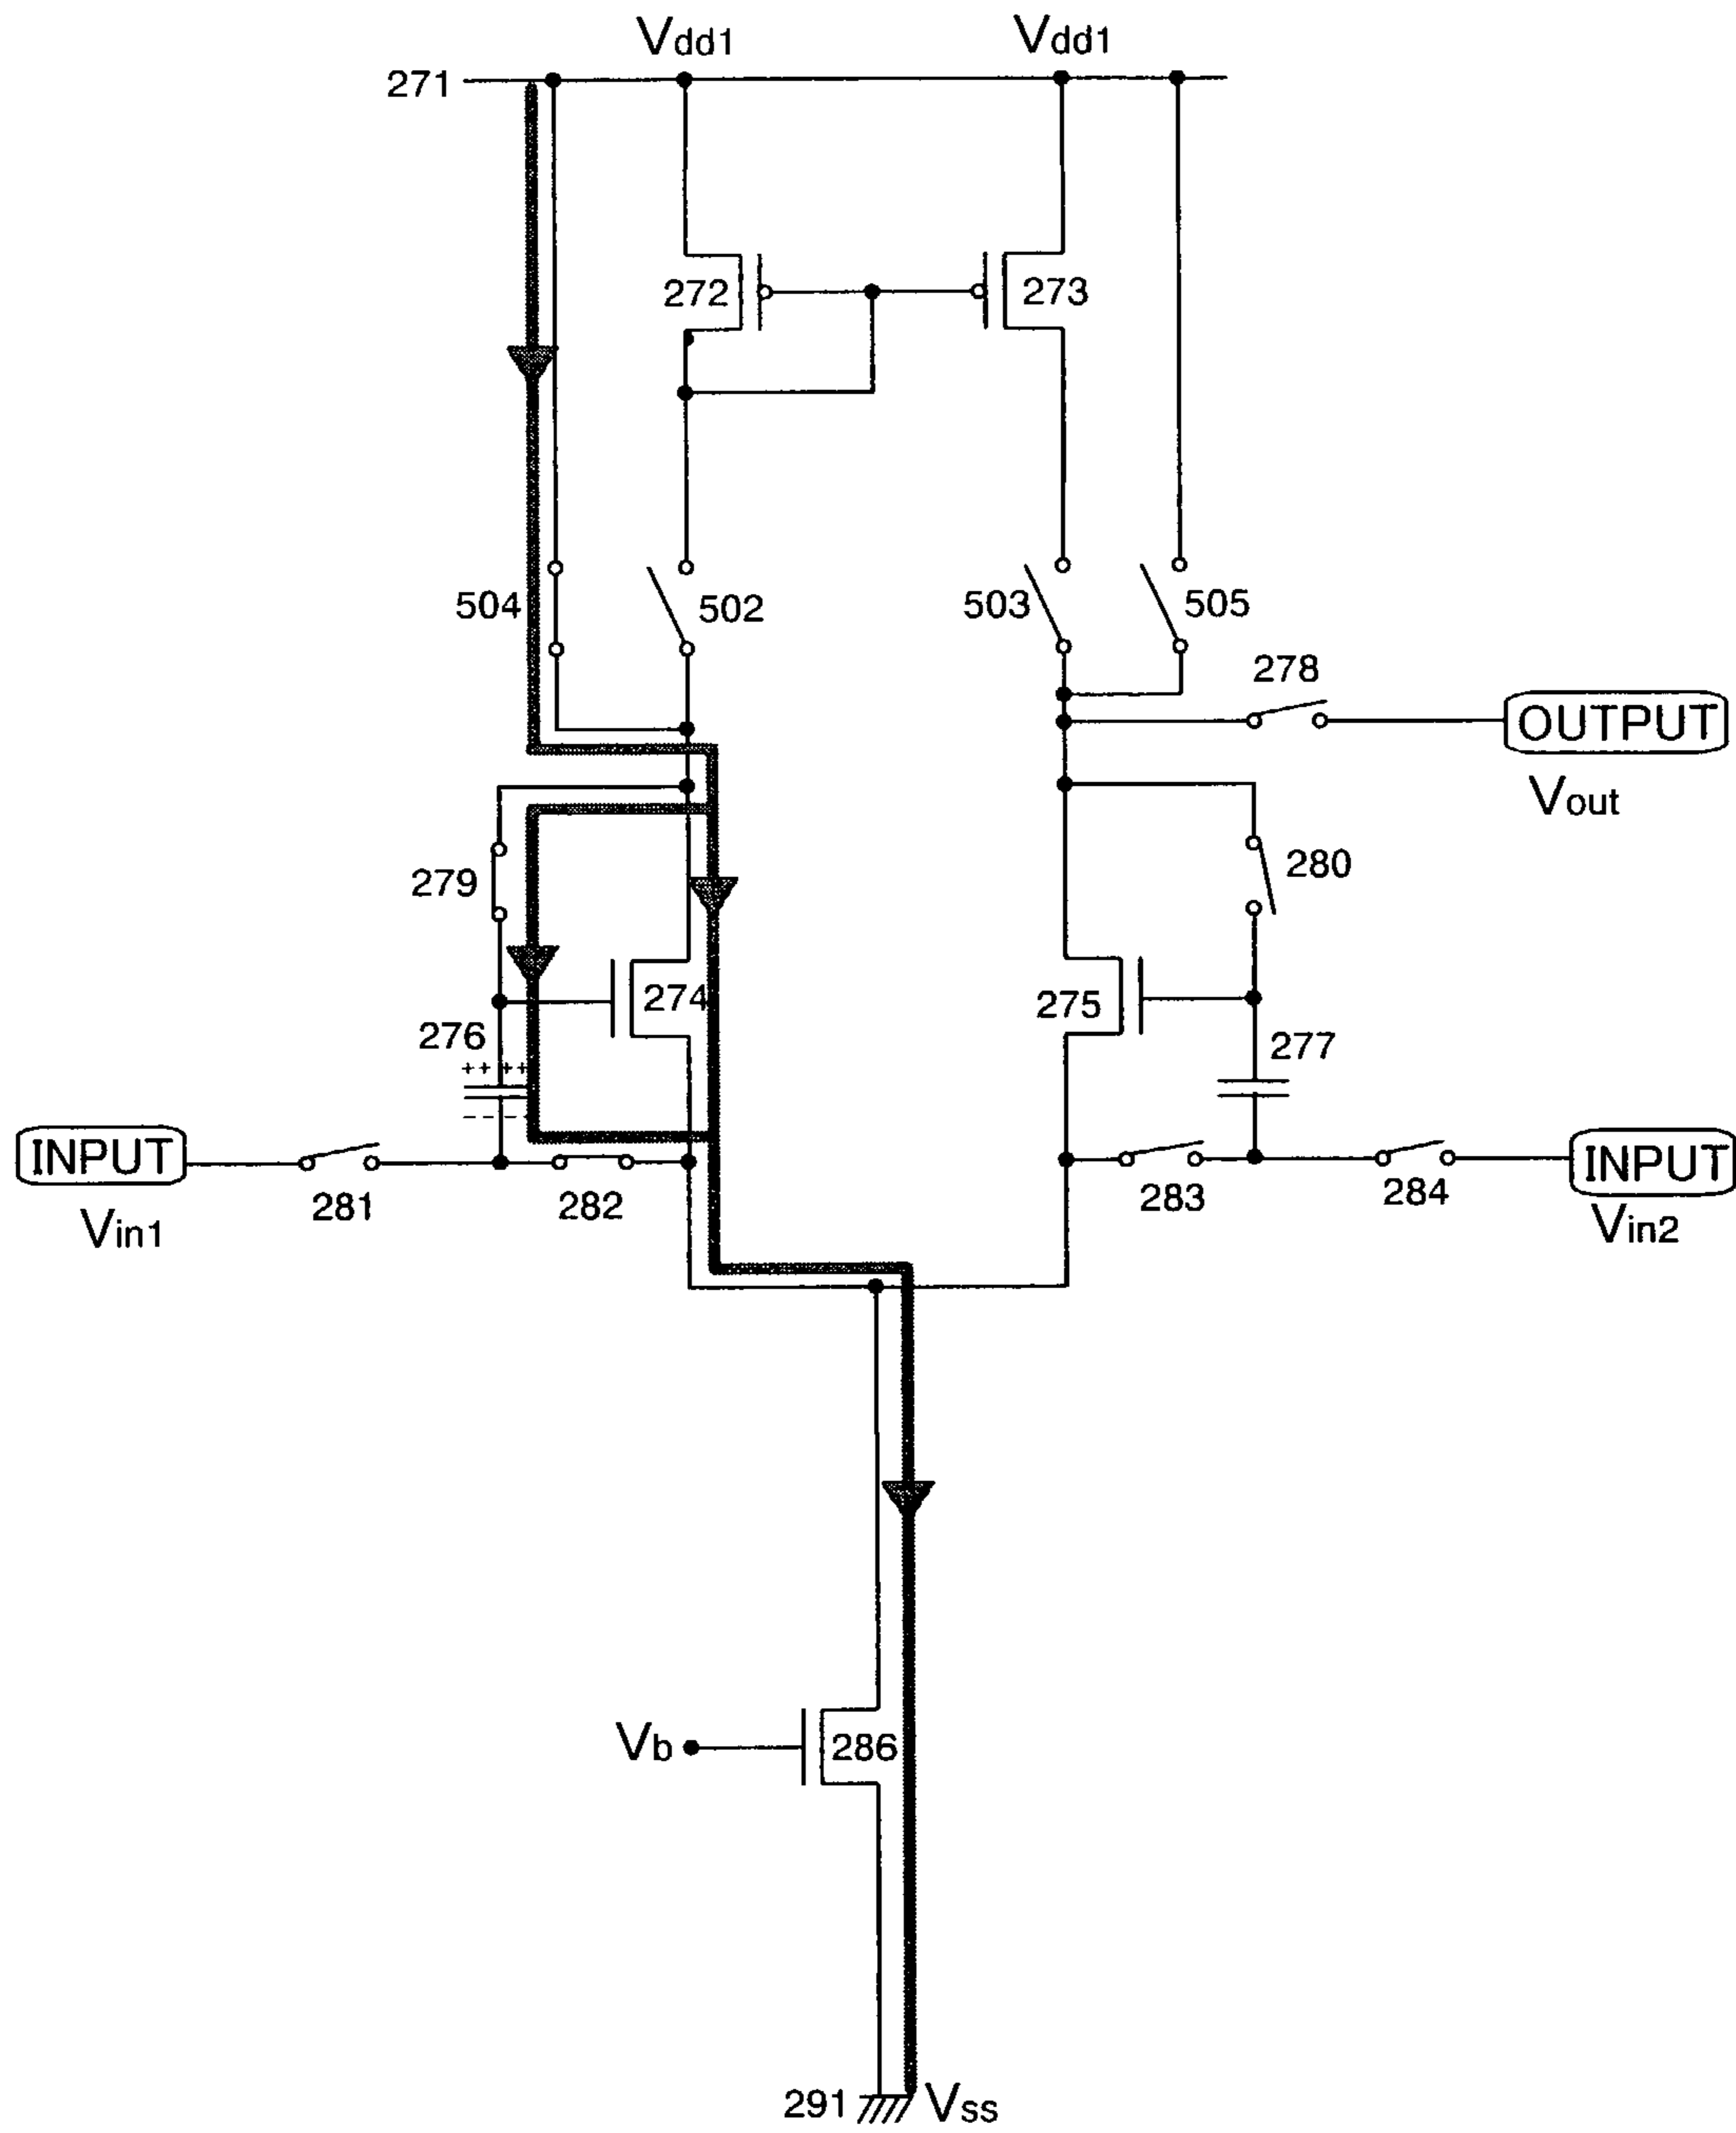 Vdd1 Vdd1
271
272 273
504 502 503 505
278
OUTPUT
Vout
279 280
274 275
276 277
+ + + +
- - - -
INPUT INPUT
281 282 283 284
Vin1 Vin2
Vb 286
291 Vss